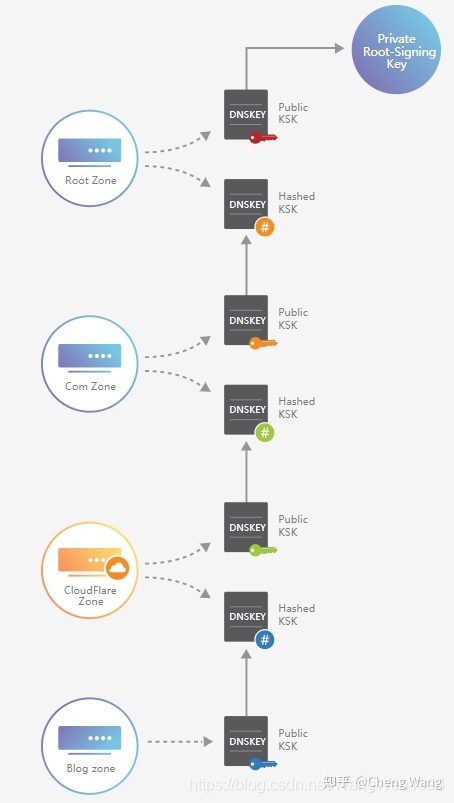 Private
Root-Signing
Key
DNSKEY
Public
KSK
Root Zone
DNSKEY
Hashed
KSK
#
DNSKEY
Public
KSK
Com Zone
DNSKEY
Hashed
KSK
#
DNSKEY
Public
KSK
CloudFlare
Zone
DNSKEY
Hashed
KSK
#
DNSKEY
Public
KSK
Blog zone
知乎 @Cheng Wang
https://blog.csdn.net/